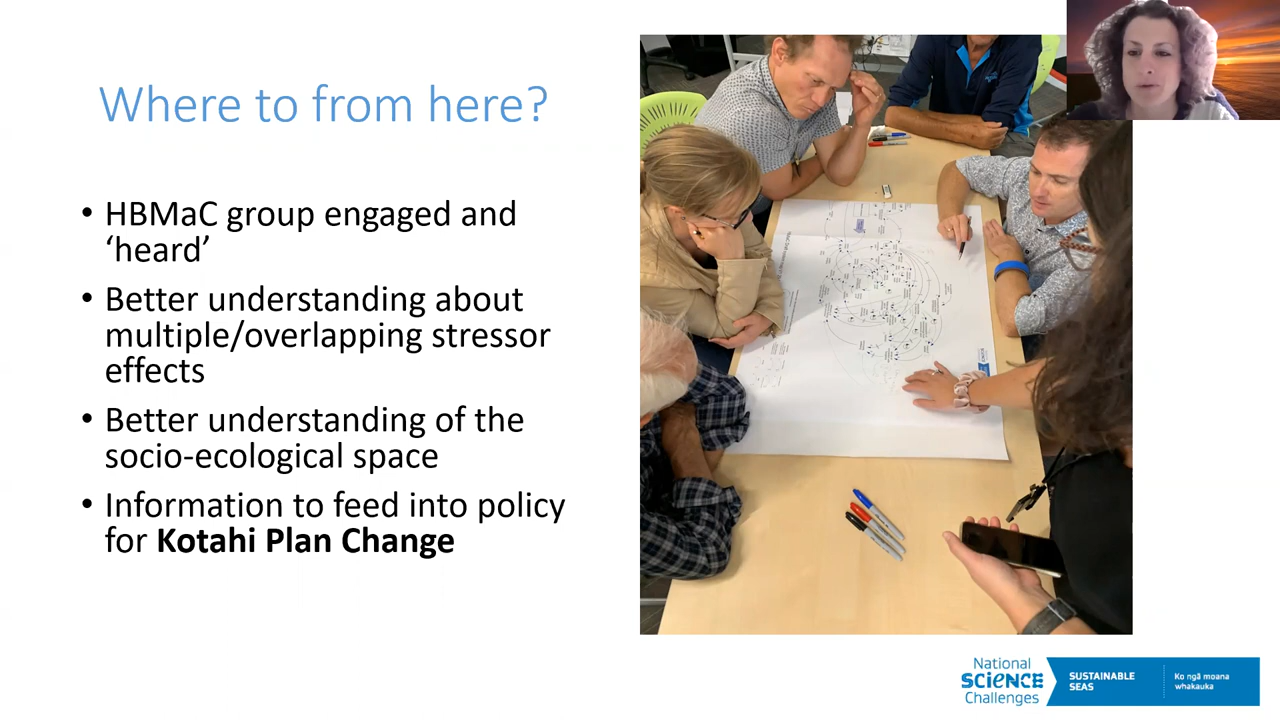 Where to from here?
• HBMaC group engaged and
‘heard’
• Better understanding about
multiple/overlapping stressor
effects
• Better understanding of the
socio-ecological space
• Information to feed into policy
for Kotahi Plan Change
National
SCIENCE
Challenges
SUSTAINABLE
SEAS
Ko ngā moana
whakauka